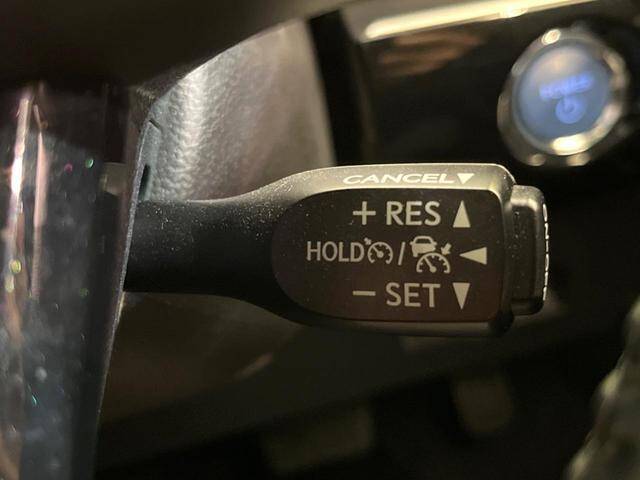 CANCEL▼
+ RES ▲
HOLD / ◀
− SET ▼